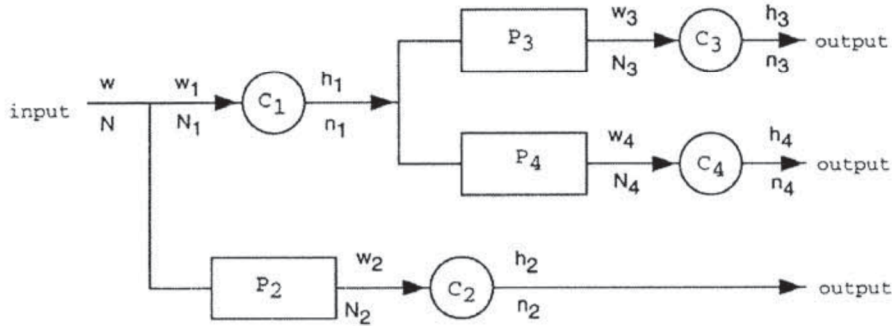 w₃ h₃
P₃ C₃ output
N₃ n₃
w w₁ h₁
input C₁
N N₁ n₁
w₄ h₄
P₄ C₄ output
N₄ n₄
w₂ h₂
P₂ C₂ output
N₂ n₂